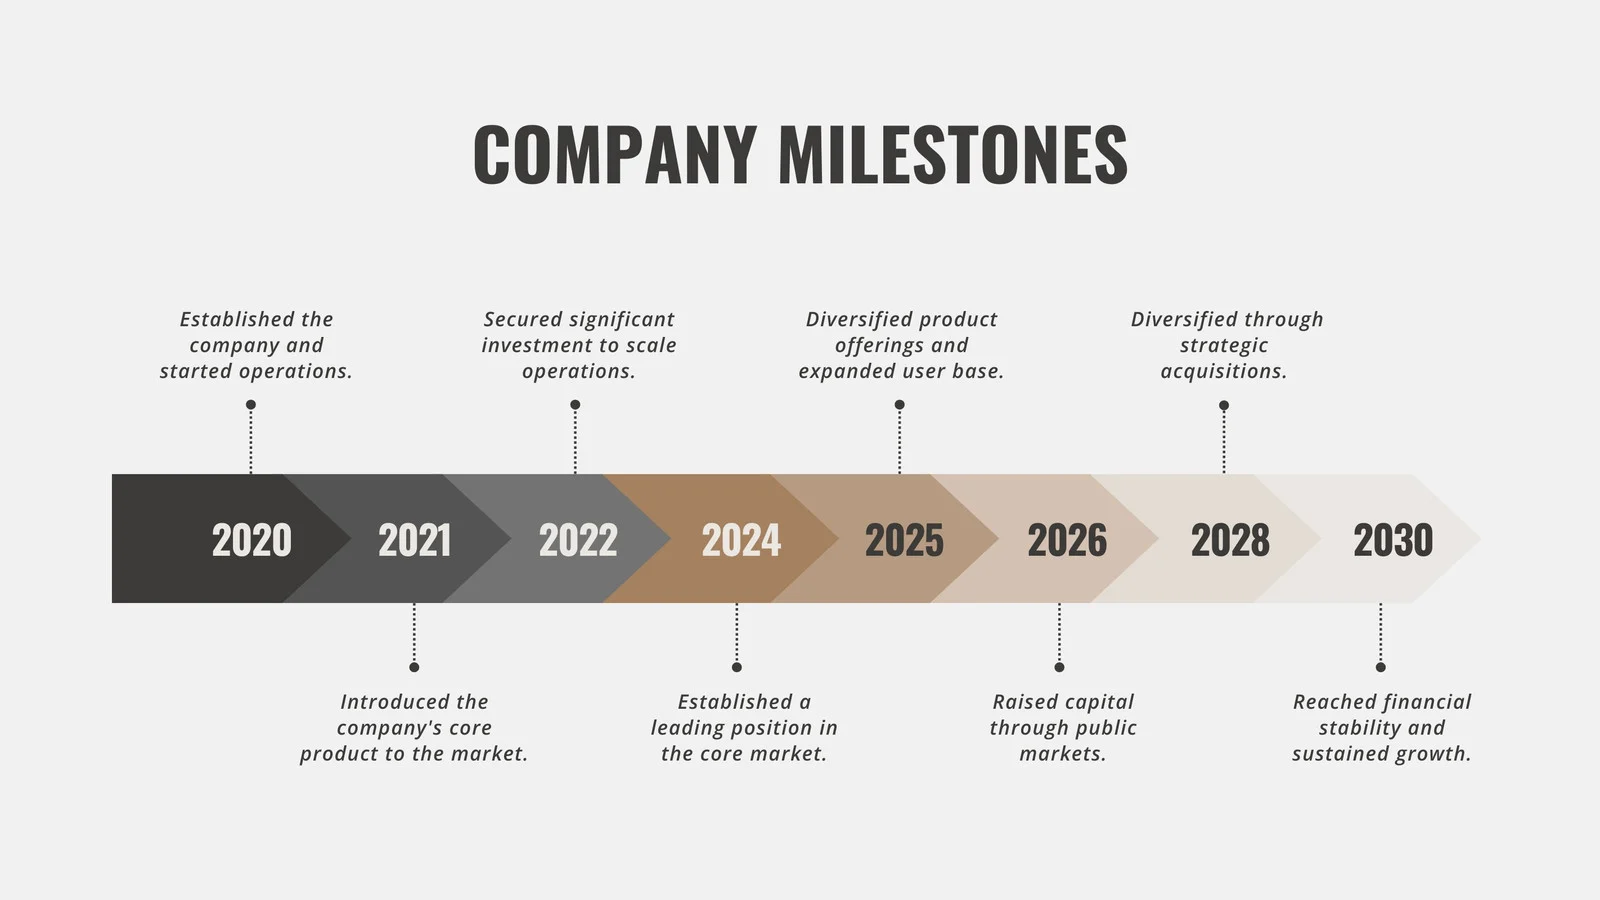 COMPANY MILESTONES
Established the
company and
started operations.
Secured significant
investment to scale
operations.
Diversified product
offerings and
expanded user base.
Diversified through
strategic
acquisitions.
2020
2021
2022
2024
2025
2026
2028
2030
Introduced the
company's core
product to the market.
Established a
leading position in
the core market.
Raised capital
through public
markets.
Reached financial
stability and
sustained growth.